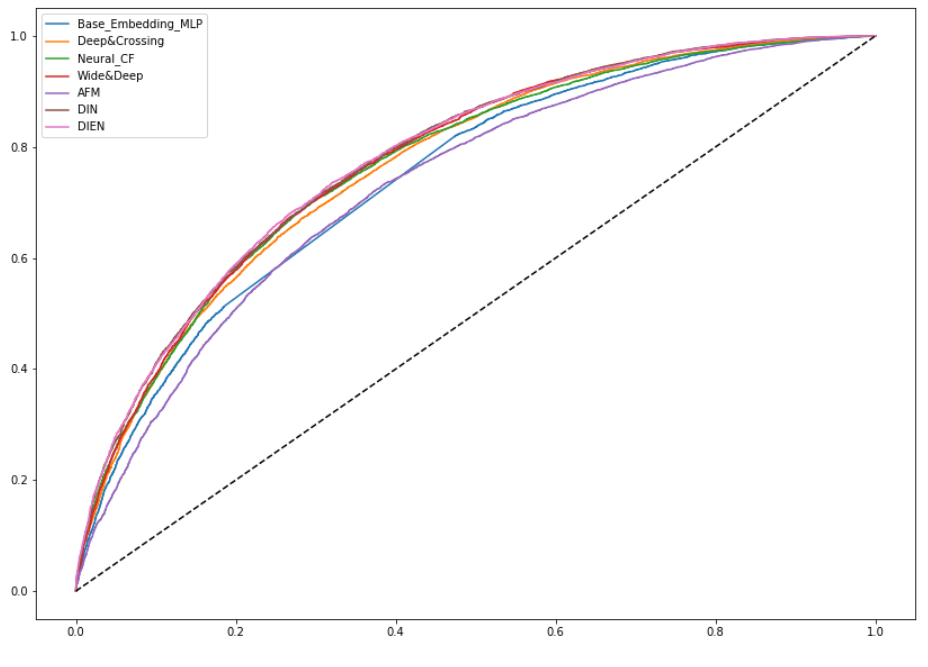 Base_Embedding_MLP
Deep&Crossing
Neural_CF
Wide&Deep
AFM
DIN
DIEN
1.0
0.8
0.6
0.4
0.2
0.0
0.0 0.2 0.4 0.6 0.8 1.0